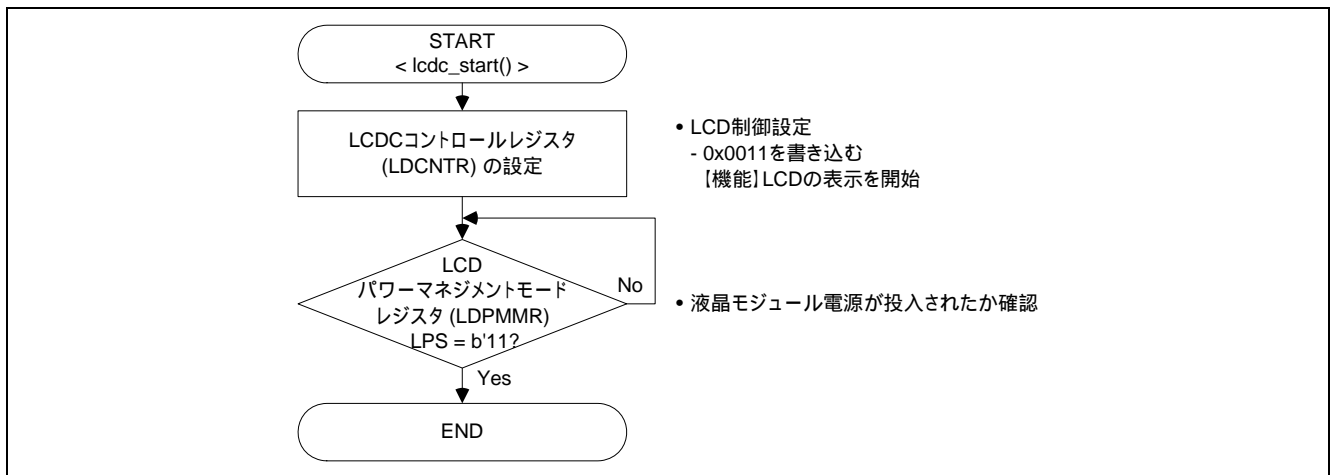 START
< lcdc_start() >
LCDCコントロールレジスタ
(LDCNTR) の設定
• LCD制御設定
- 0x0011を書き込む
【機能】LCDの表示を開始
LCD
パワーマネジメントモード
レジスタ (LDPMMR)
LPS = b'11?
No
• 液晶モジュール電源が投入されたか確認
Yes
END